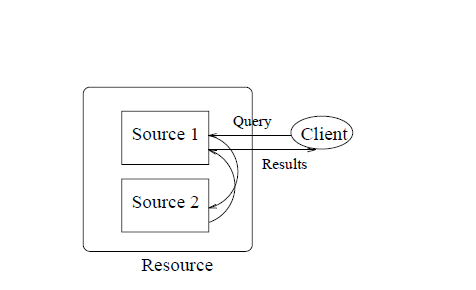 Query
Source 1
Client
Results
Source 2
Resource